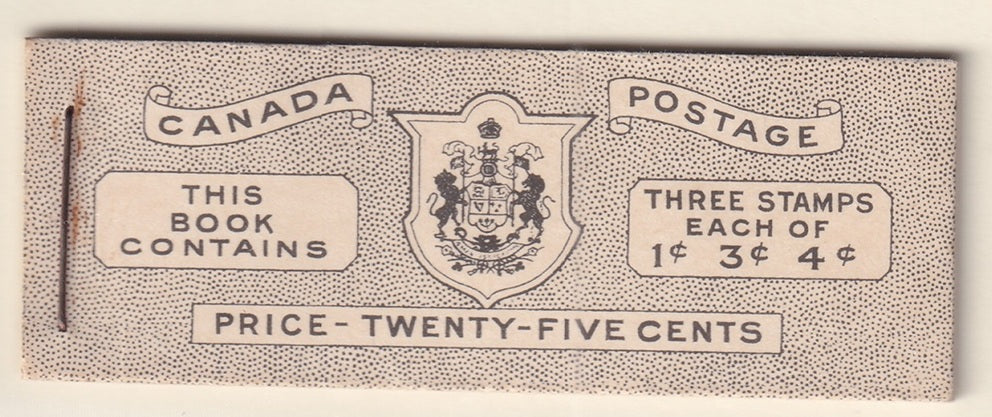 CANADA
POSTAGE
THIS
BOOK
CONTAINS
THREE STAMPS
EACH OF
1¢ 3¢ 4¢
PRICE - TWENTY-FIVE CENTS